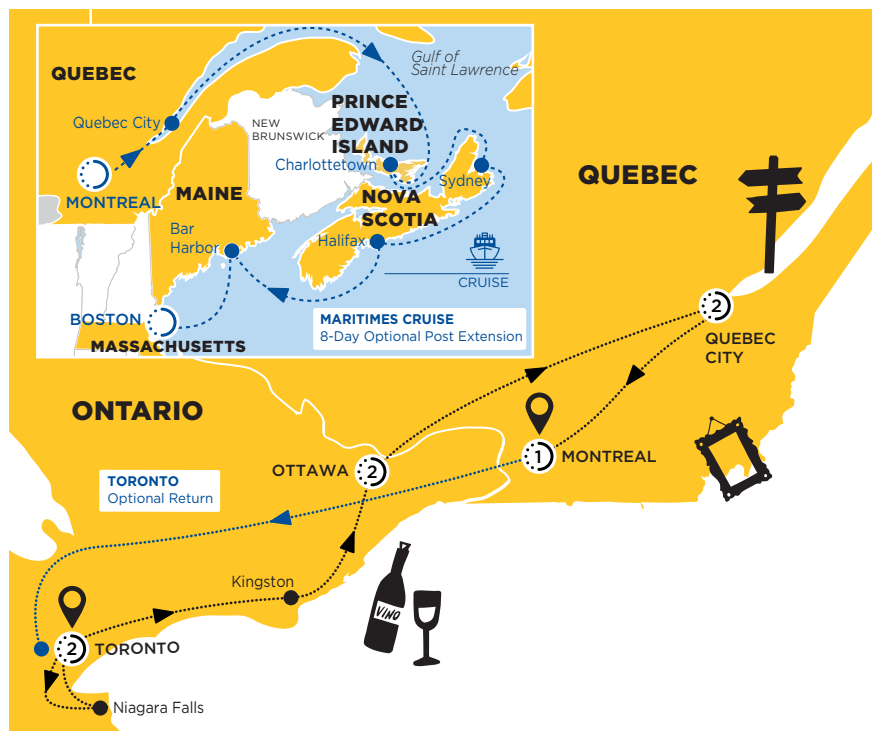 Gulf of
Saint Lawrence
QUEBEC
PRINCE
EDWARD
ISLAND
NEW
BRUNSWICK
Quebec City
Charlottetown
Sydney
MONTREAL
MAINE
NOVA
SCOTIA
Bar
Harbor
Halifax
CRUISE
BOSTON
MASSACHUSETTS
MARITIMES CRUISE
8-Day Optional Post Extension
QUEBEC
2
QUEBEC
CITY
ONTARIO
1
MONTREAL
OTTAWA
2
TORONTO
Optional Return
Kingston
VINO
2
TORONTO
Niagara Falls